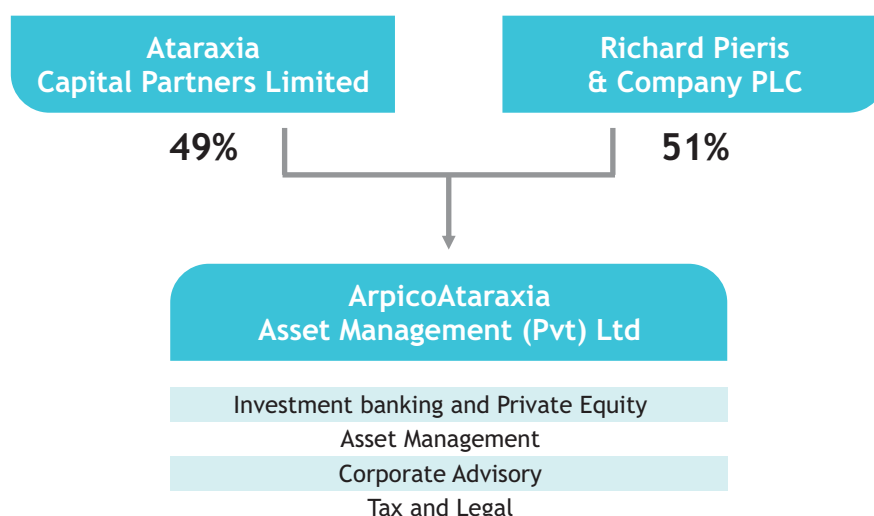 Ataraxia
Capital Partners Limited
Richard Pieris
& Company PLC
49%
51%
ArpicoAtaraxia
Asset Management (Pvt) Ltd
Investment banking and Private Equity
Asset Management
Corporate Advisory
Tax and Legal